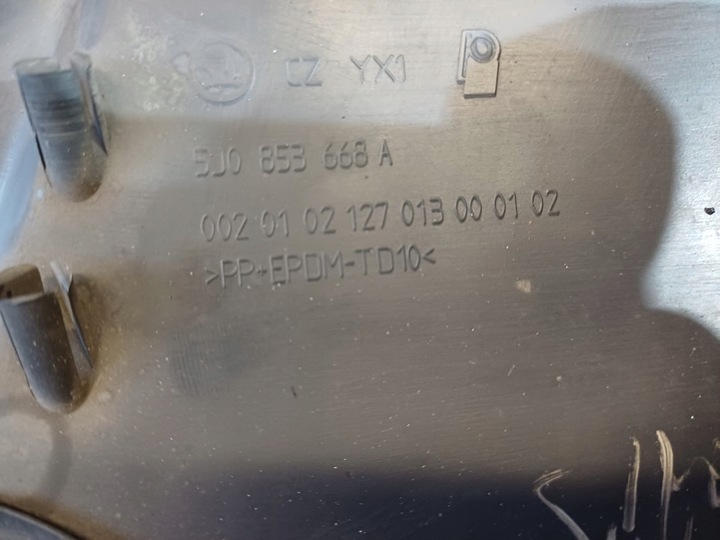 CZ YX1
5J0 853 668 A
002 01 02 127 013 00 01 02
>PP+EPDM-TD10<